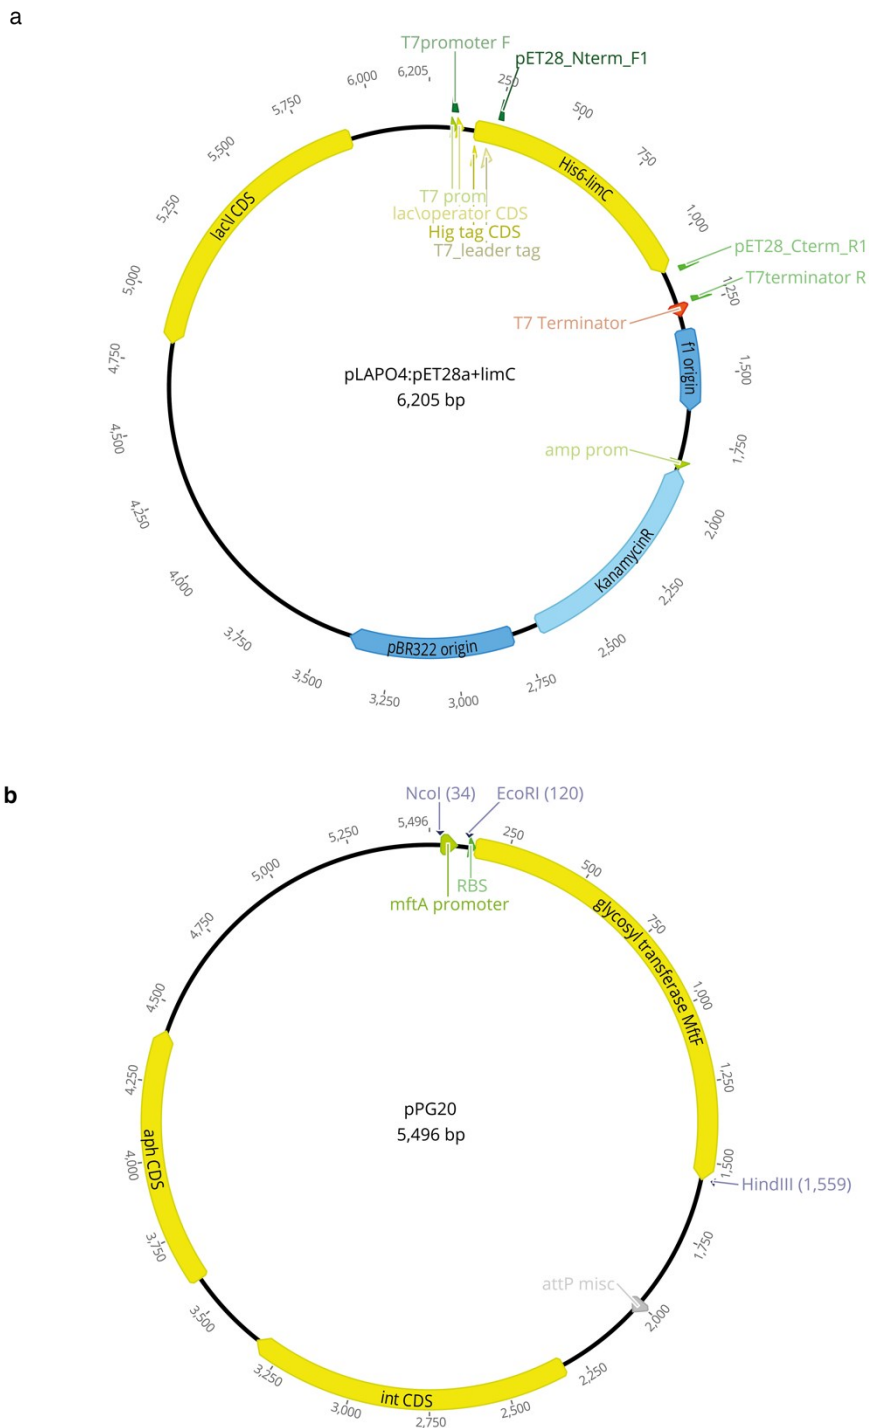 a
T7promoter F
pET28_Nterm_F1
6,205
250
500
750
1,000
1,250
1,500
1,750
2,000
2,250
2,500
2,750
3,000
3,250
3,500
3,750
4,000
4,250
4,500
4,750
5,000
5,250
5,500
5,750
6,000
His6-limC
T7 prom
lac\operator CDS
Hig tag CDS
T7_leader tag
pET28_Cterm_R1
T7terminator R
T7 Terminator
f1 origin
amp prom
KanamycinR
pBR322 origin
lac\I CDS
pLAPO4:pET28a+limC
6,205 bp
b
NcoI (34)
EcoRI (120)
5,496
250
500
750
1,000
1,250
1,500
1,750
2,000
2,250
2,500
2,750
3,000
3,250
3,500
3,750
4,000
4,250
4,500
4,750
5,000
5,250
RBS
mftA promoter
glycosyl transferase MftF
HindIII (1,559)
attP misc
int CDS
aph CDS
pPG20
5,496 bp